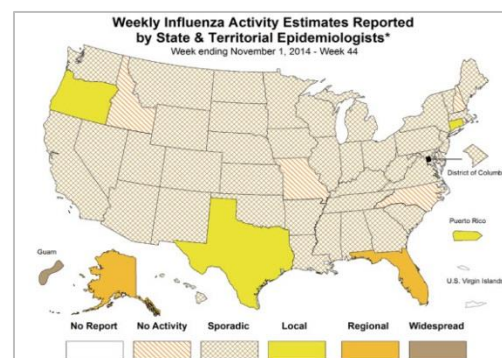 Weekly Influenza Activity Estimates Reported
by State & Territorial Epidemiologists*
Week ending November 1, 2014 - Week 44
District of Columb
Puerto Rico
Guam
U.S. Virgin Islands
No Report No Activity Sporadic Local Regional Widespread